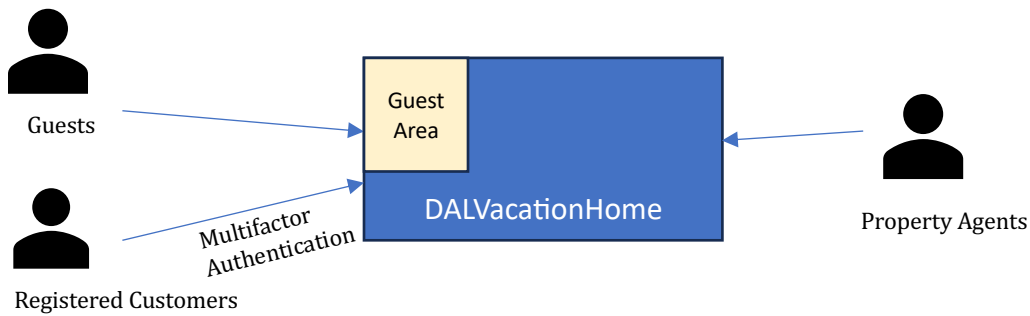 Guests
Guest
Area
DALVacationHome
Multifactor
Authentication
Property Agents
Registered Customers